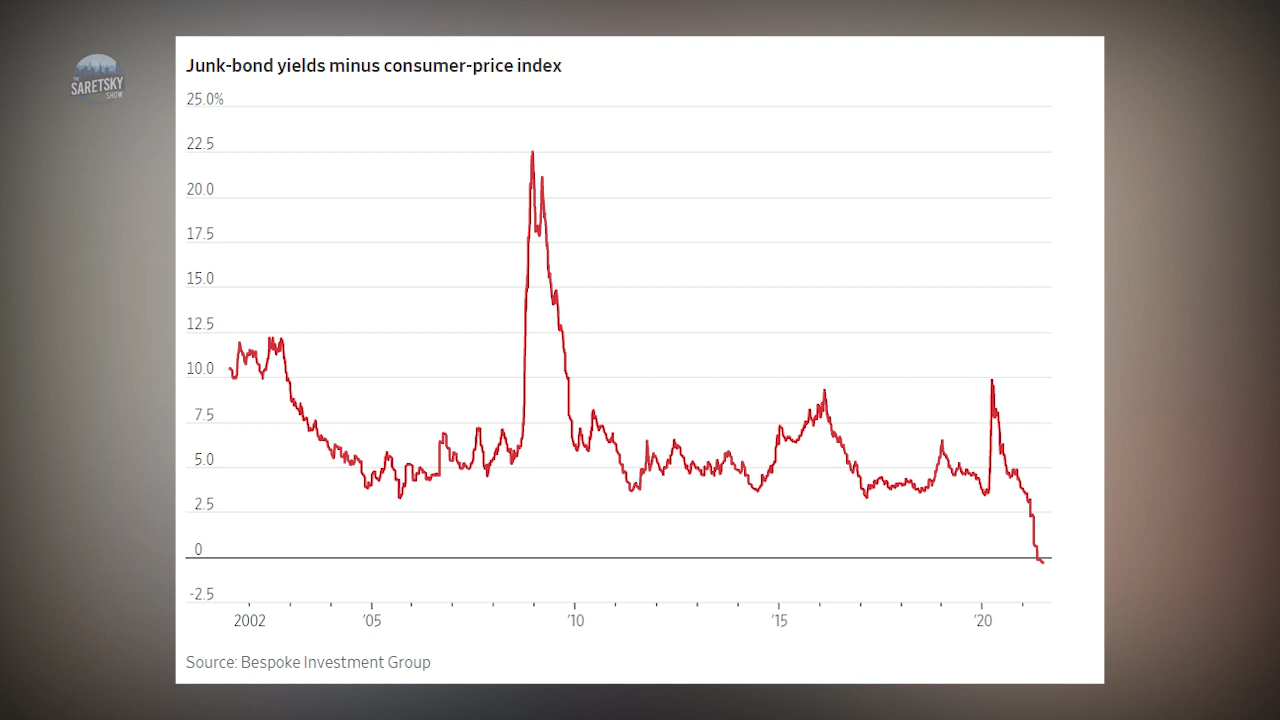 THE
SARETSKY
SHOW
Junk-bond yields minus consumer-price index
25.0%
22.5
20.0
17.5
15.0
12.5
10.0
7.5
5.0
2.5
0
-2.5
2002 '05 '10 '15 '20
Source: Bespoke Investment Group